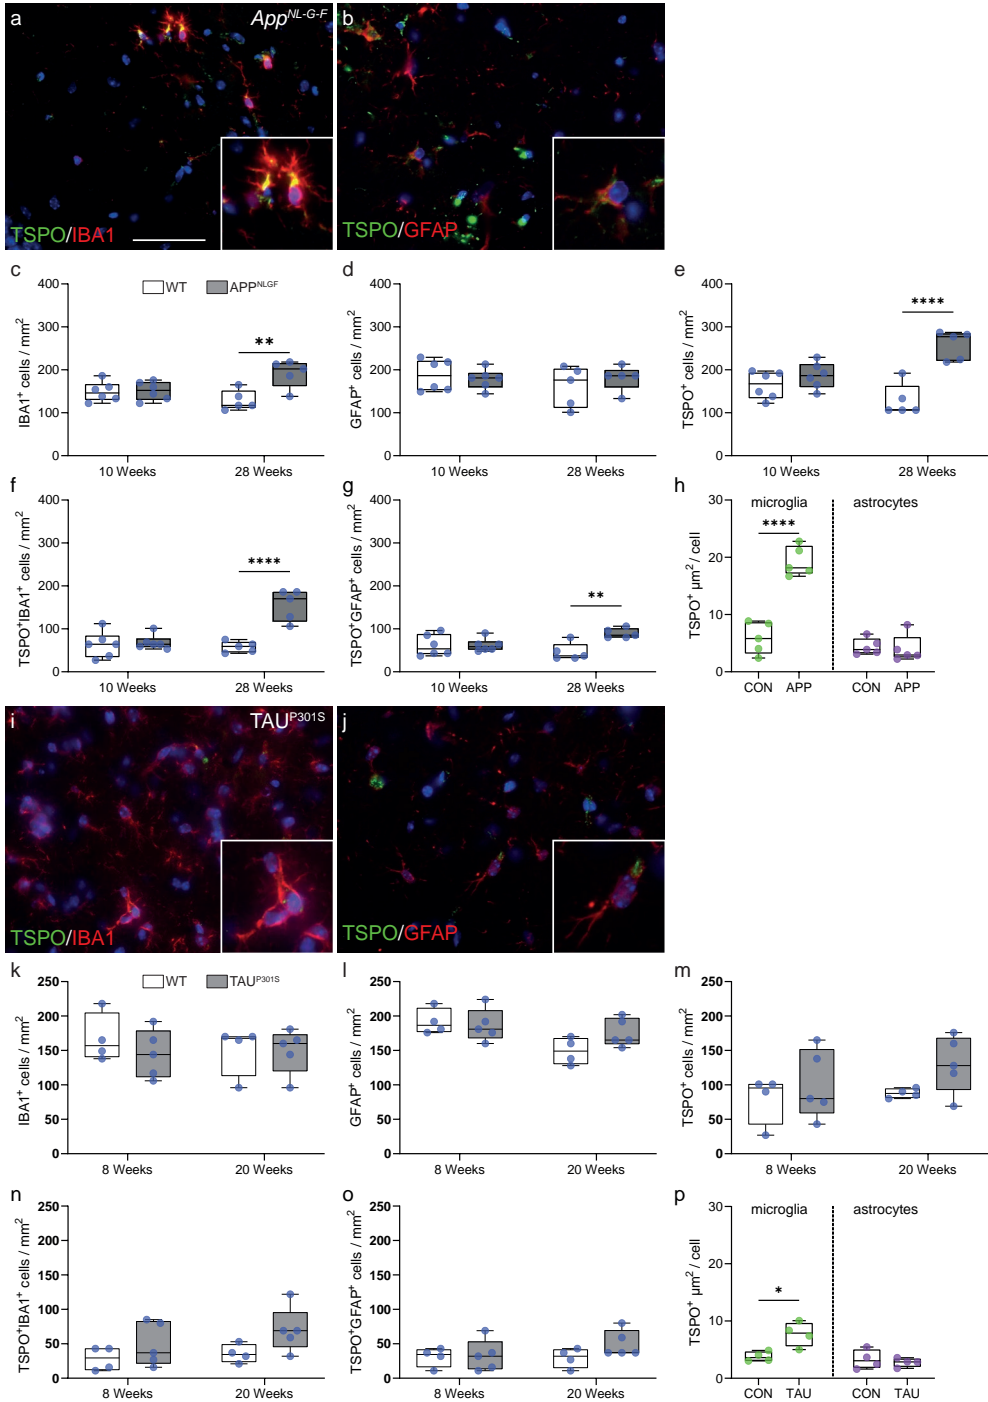 a
App^NL-G-F
TSPO/IBA1
b
TSPO/GFAP
c
WT
APP^NLGF
IBA1⁺ cells / mm²
400
300
200
100
0
**
10 Weeks
28 Weeks
d
GFAP⁺ cells / mm²
400
300
200
100
0
10 Weeks
28 Weeks
e
TSPO⁺ cells / mm²
400
300
200
100
0
****
10 Weeks
28 Weeks
f
TSPO⁺IBA1⁺ cells / mm²
400
300
200
100
0
****
10 Weeks
28 Weeks
g
TSPO⁺GFAP⁺ cells / mm²
400
300
200
100
0
**
10 Weeks
28 Weeks
h
microglia
astrocytes
TSPO⁺ µm² / cell
30
20
10
0
****
CON
APP
CON
APP
i
TAU^P301S
TSPO/IBA1
j
TSPO/GFAP
k
WT
TAU^P301S
IBA1⁺ cells / mm²
250
200
150
100
50
0
8 Weeks
20 Weeks
l
GFAP⁺ cells / mm²
250
200
150
100
50
0
8 Weeks
20 Weeks
m
TSPO⁺ cells / mm²
250
200
150
100
50
0
8 Weeks
20 Weeks
n
TSPO⁺IBA1⁺ cells / mm²
250
200
150
100
50
0
8 Weeks
20 Weeks
o
TSPO⁺GFAP⁺ cells / mm²
250
200
150
100
50
0
8 Weeks
20 Weeks
p
microglia
astrocytes
TSPO⁺ µm² / cell
30
20
10
0
*
CON
TAU
CON
TAU